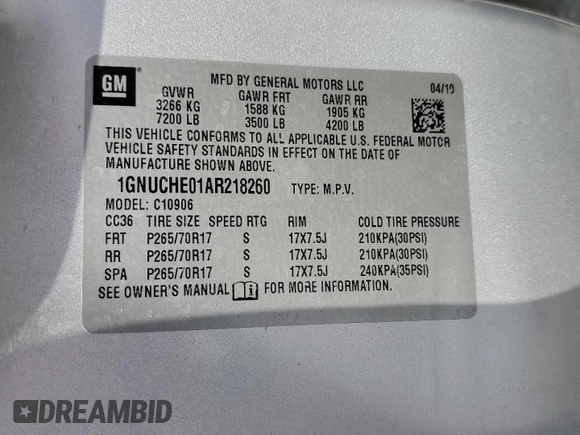 GM
MFD BY GENERAL MOTORS LLC 04/10
GVWR GAWR FRT GAWR RR
3266 KG 1588 KG 1905 KG
7200 LB 3500 LB 4200 LB
THIS VEHICLE CONFORMS TO ALL APPLICABLE U.S. FEDERAL MOTOR
VEHICLE SAFETY STANDARDS IN EFFECT ON THE DATE OF
MANUFACTURE SHOWN ABOVE.
1GNUCHE01AR218260 TYPE: M.P.V.
MODEL: C10906
CC36 TIRE SIZE SPEED RTG RIM COLD TIRE PRESSURE
FRT P265/70R17 S 17X7.5J 210KPA(30PSI)
RR P265/70R17 S 17X7.5J 210KPA(30PSI)
SPA P265/70R17 S 17X7.5J 240KPA(35PSI)
SEE OWNER'S MANUAL FOR MORE INFORMATION.
DREAMBID